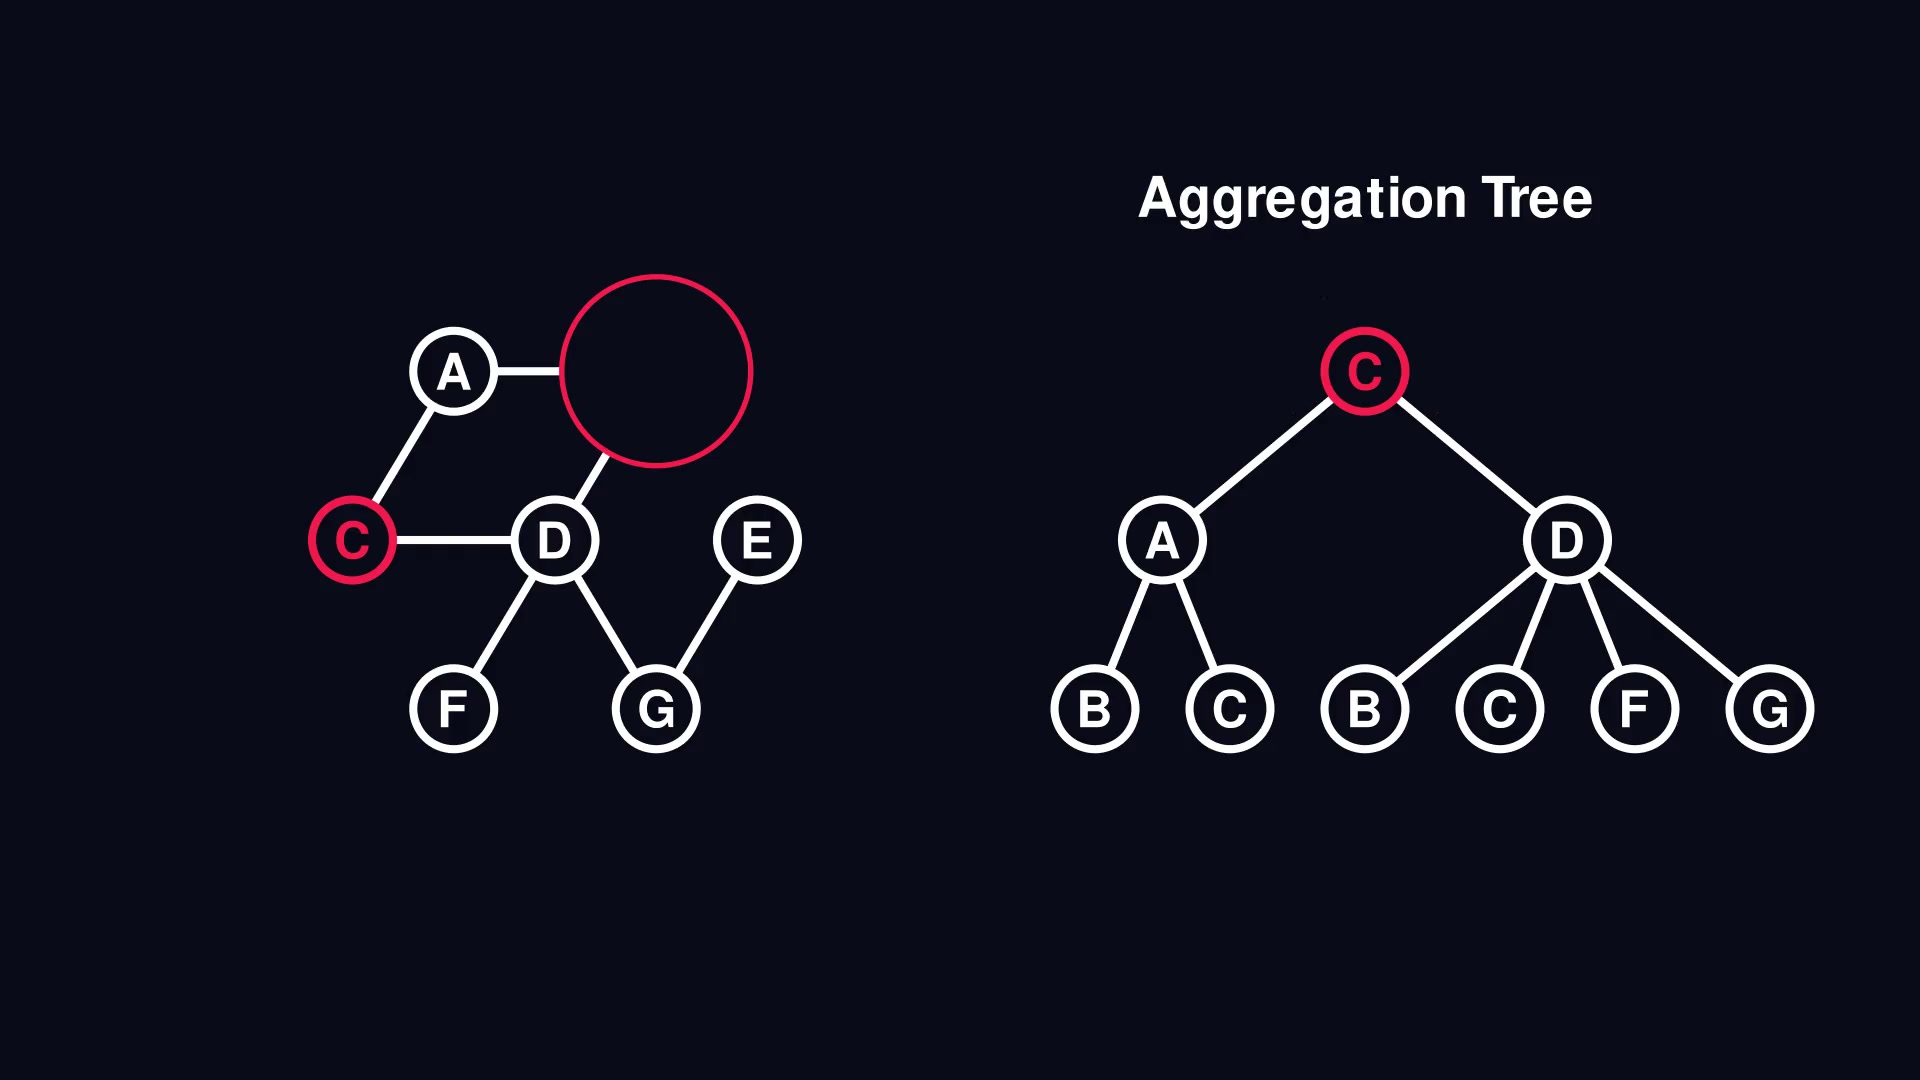 Aggregation Tree
A
C
C D E
A D
F G
B C B C F G